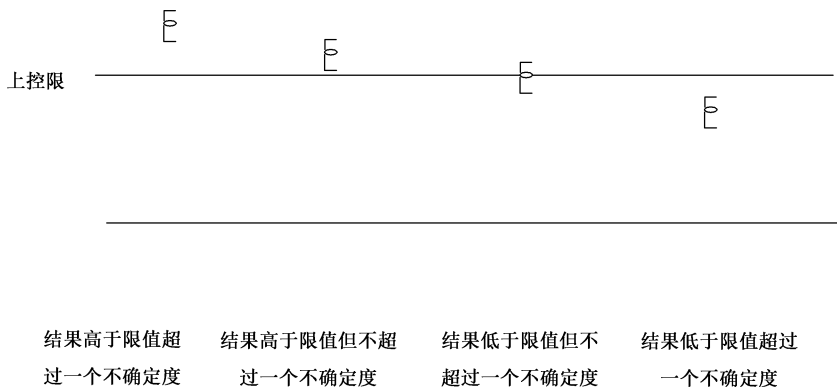 上控限
结果高于限值超
过一个不确定度
结果高于限值但不超
过一个不确定度
结果低于限值但不
超过一个不确定度
结果低于限值超过
一个不确定度